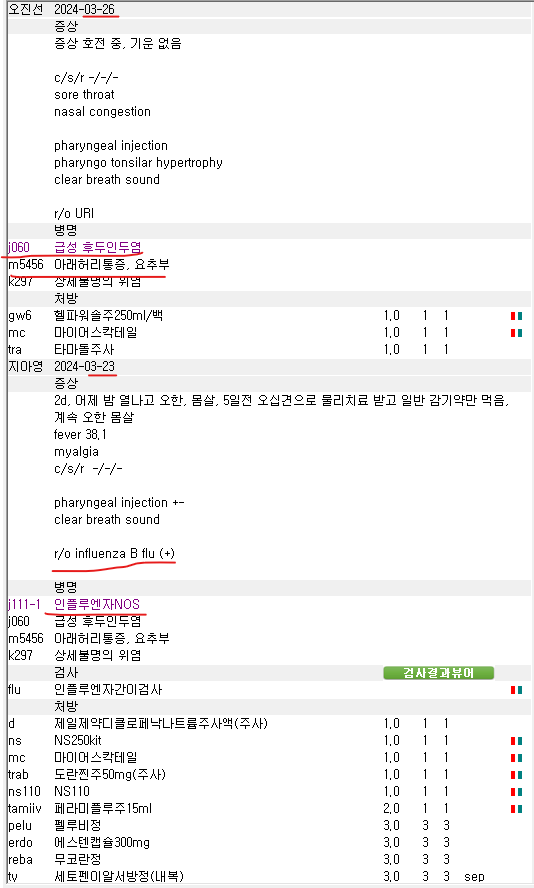 오진선 2024-03-26
증상
증상 호전 중, 기운 없음
c/s/r -/-/-
sore throat
nasal congestion
pharyngeal injection
pharyngo tonsilar hypertrophy
clear breath sound
r/o URI
병명
j060 급성 후두인두염
m5456 아래허리통증, 요추부
k297 상세불명의 위염
처방
gw6 헬파워솔주250ml/백 1.0 1 1
mc 마이어스칵테일 1.0 1 1
tra 타마돌주사 1.0 1 1
지아영 2024-03-23
증상
2d, 어제 밤 열나고 오한, 몸살, 5일전 오십견으로 물리치료 받고 일반 감기약만 먹음,
계속 오한 몸살
fever 38.1
myalgia
c/s/r -/-/-
pharyngeal injection +-
clear breath sound
r/o influenza B flu (+)
병명
j111-1 인플루엔자NOS
j060 급성 후두인두염
m5456 아래허리통증, 요추부
k297 상세불명의 위염
검사 검사결과뷰어
flu 인플루엔자간이검사
처방
d 제일제약디클로페낙나트륨주사액(주사) 1.0 1 1
ns NS250kit 1.0 1 1
mc 마이어스칵테일 1.0 1 1
trab 도란찐주50mg(주사) 1.0 1 1
ns110 NS110 1.0 1 1
tamiiv 페라미플루주15ml 2.0 1 1
pelu 펠루비정 3.0 3 3
erdo 에스텐캡슐300mg 3.0 3 3
reba 무코란정 3.0 3 3
ty 세토펜이알서방정(내복) 3.0 3 3 sep